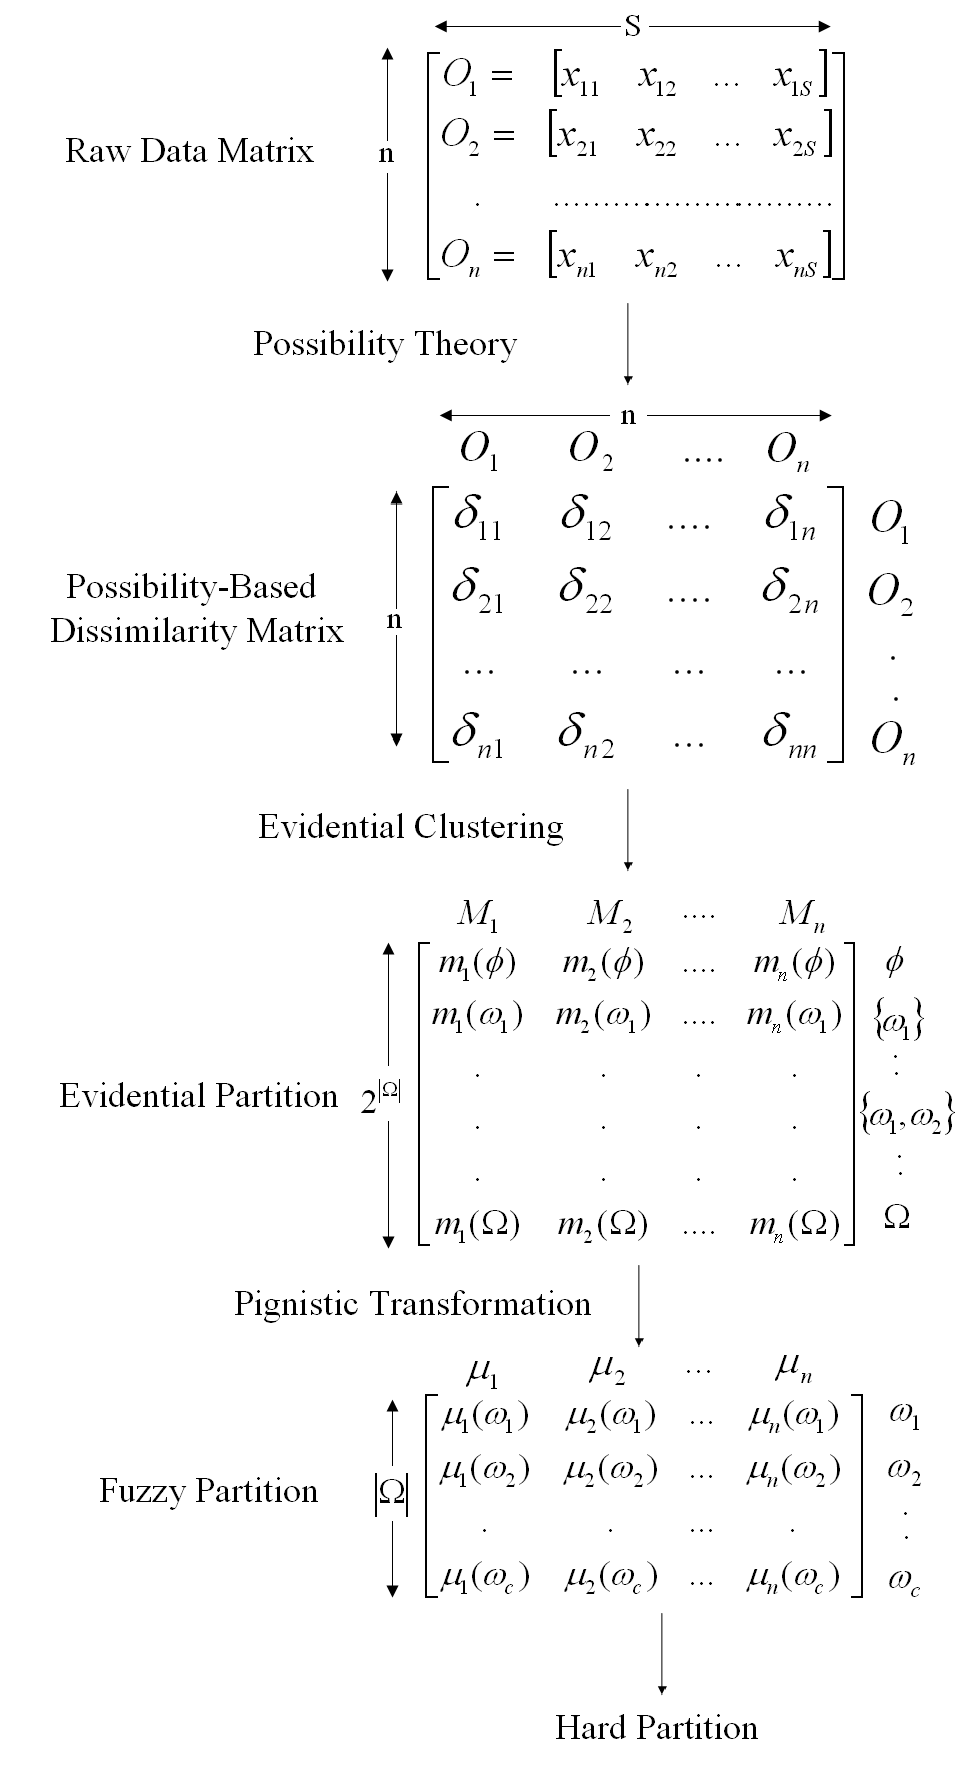 S
O1 = [x11 x12 ... x1S]
O2 = [x21 x22 ... x2S]
Raw Data Matrix n
. ............................
On = [xn1 xn2 ... xnS]
Possibility Theory
n
O1 O2 .... On
δ11 δ12 .... δ1n O1
δ21 δ22 .... δ2n O2
Possibility-Based
Dissimilarity Matrix n
... ... ... ... .
.
δn1 δn2 ... δnn On
Evidential Clustering
M1 M2 .... Mn
m1(ϕ) m2(ϕ) .... mn(ϕ) ϕ
m1(ω1) m2(ω1) .... mn(ω1) {ω1}
. . . . :
Evidential Partition 2^|Ω|
. . . . {ω1, ω2}
. . . . :
m1(Ω) m2(Ω) .... mn(Ω) Ω
Pignistic Transformation
μ1 μ2 ... μn
μ1(ω1) μ2(ω1) ... μn(ω1) ω1
μ1(ω2) μ2(ω2) ... μn(ω2) ω2
Fuzzy Partition |Ω|
. . ... . :
μ1(ωc) μ2(ωc) ... μn(ωc) ωc
Hard Partition